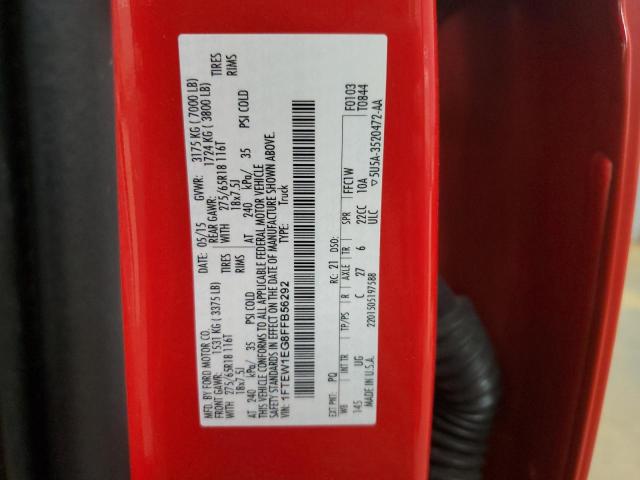 MFD. BY FORD MOTOR CO.
DATE: 05/15 GVWR: 3175 KG ( 7000 LB)
FRONT GAWR: 1531 KG ( 3375 LB) REAR GAWR: 1724 KG ( 3800 LB)
WITH 275/65R18 116T TIRES WITH 275/65R18 116T TIRES
18x7.5J RIMS 18x7.5J RIMS
AT 240 kPa/ 35 PSI COLD AT 240 kPa/ 35 PSI COLD
THIS VEHICLE CONFORMS TO ALL APPLICABLE FEDERAL MOTOR VEHICLE
SAFETY STANDARDS IN EFFECT ON THE DATE OF MANUFACTURE SHOWN ABOVE.
VIN: 1FTEW1EG8FFB56292 TYPE: Truck
F0103
T0844
EXT PNT: PQ RC: 21 DSO: FFC1W
WB INT TR TP/PS R AXLE TR SPR 10A
145 UG C 27 6 22CC
ULC
▽5U5A-3520472-AA
MADE IN U.S.A. 2201505197588